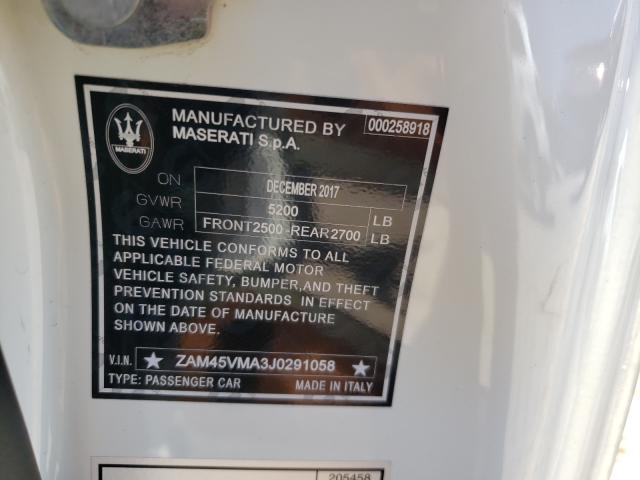 MASERATI
MANUFACTURED BY 000258918
MASERATI S.p.A.
ON DECEMBER 2017
GVWR 5200 LB
GAWR FRONT2500-REAR2700 LB
THIS VEHICLE CONFORMS TO ALL
APPLICABLE FEDERAL MOTOR
VEHICLE SAFETY, BUMPER,AND THEFT
PREVENTION STANDARDS IN EFFECT
ON THE DATE OF MANUFACTURE
SHOWN ABOVE.
V.I.N. ★ ZAM45VMA3J0291058 ★
TYPE: PASSENGER CAR MADE IN ITALY
205458